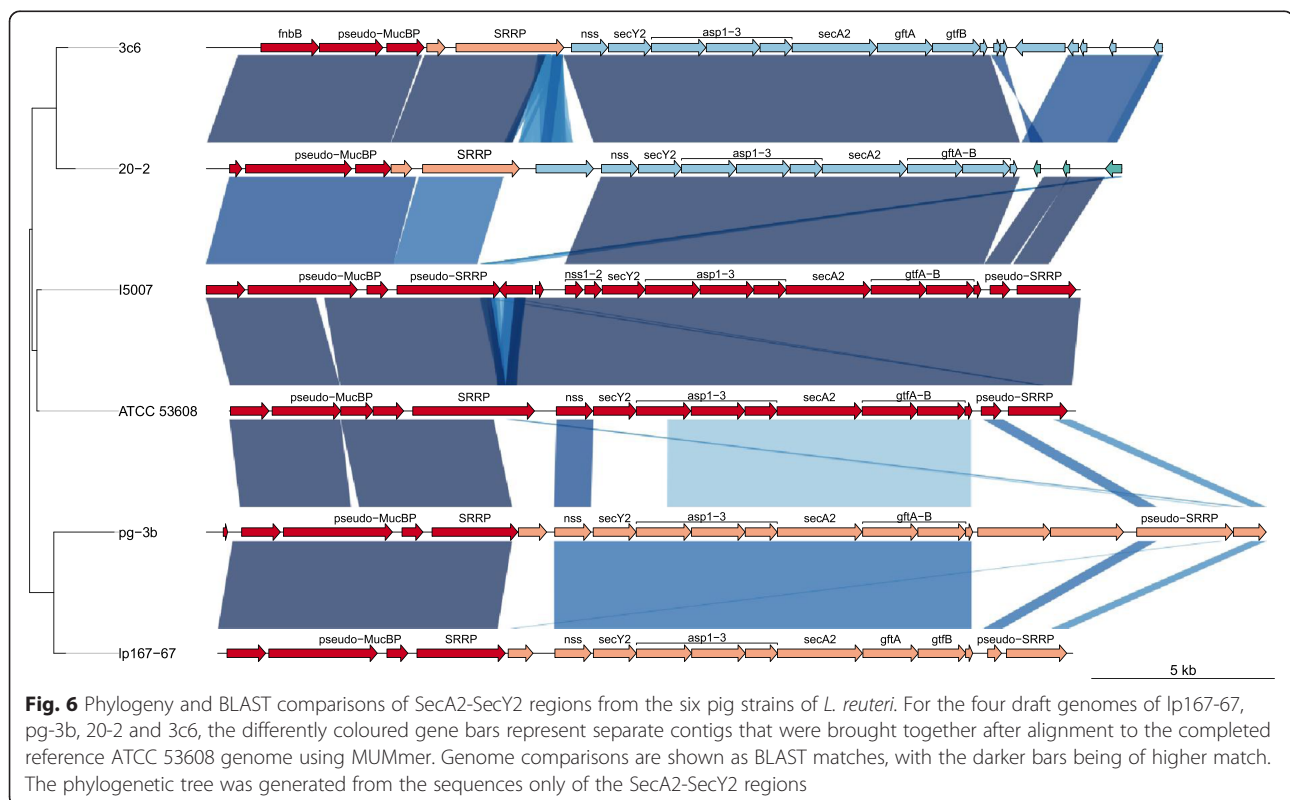 fnbB pseudo−MucBP SRRP nss secY2 asp1−3 secA2 gftA gtfB
3c6
pseudo−MucBP SRRP nss secY2 asp1−3 secA2 gftA−B
20−2
pseudo−MucBP pseudo−SRRP nss1−2 secY2 asp1−3 secA2 gtfA−B pseudo−SRRP
I5007
pseudo−MucBP SRRP nss secY2 asp1−3 secA2 gtfA−B pseudo−SRRP
ATCC 53608
pseudo−MucBP SRRP nss secY2 asp1−3 secA2 gftA−B pseudo−SRRP
pg−3b
pseudo−MucBP SRRP nss secY2 asp1−3 secA2 gftA gtfB pseudo−SRRP
lp167−67
5 kb
Fig. 6 Phylogeny and BLAST comparisons of SecA2-SecY2 regions from the six pig strains of L. reuteri. For the four draft genomes of lp167-67,
pg-3b, 20-2 and 3c6, the differently coloured gene bars represent separate contigs that were brought together after alignment to the completed
reference ATCC 53608 genome using MUMmer. Genome comparisons are shown as BLAST matches, with the darker bars being of higher match.
The phylogenetic tree was generated from the sequences only of the SecA2-SecY2 regions